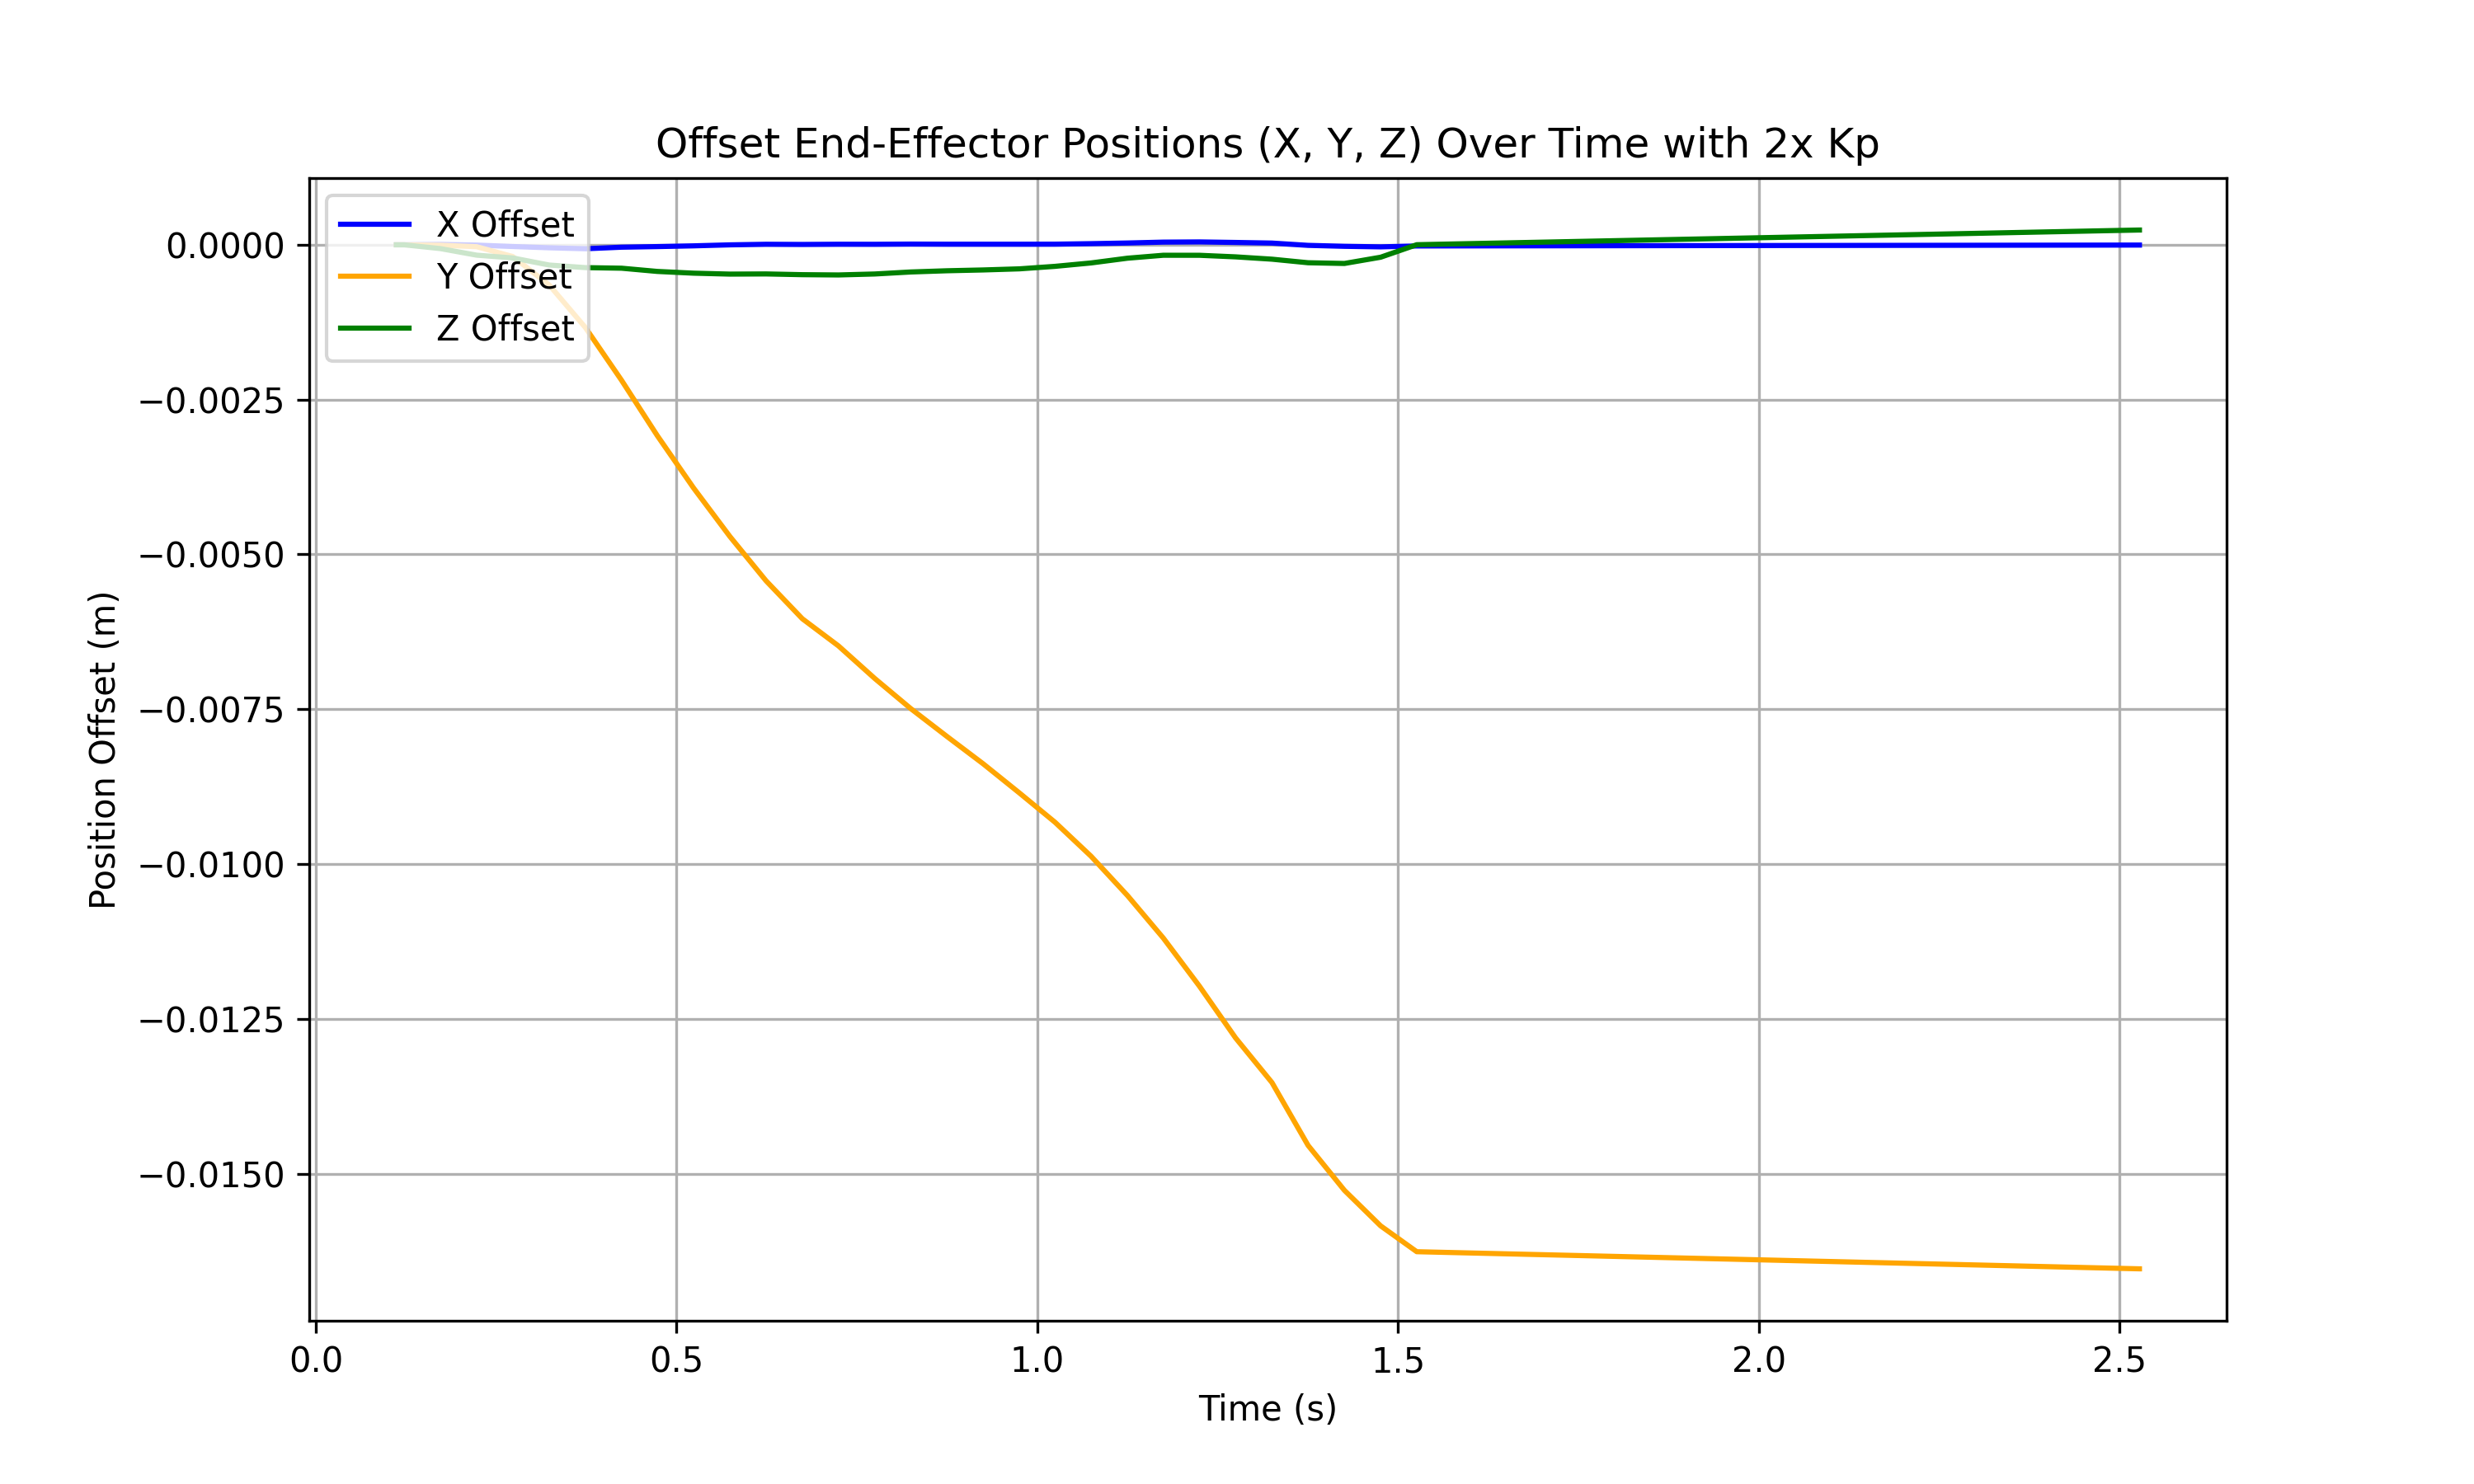 Offset End-Effector Positions (X, Y, Z) Over Time with 2x Kp
X Offset
Y Offset
Z Offset
Position Offset (m)
0.0000
−0.0025
−0.0050
−0.0075
−0.0100
−0.0125
−0.0150
0.0 0.5 1.0 1.5 2.0 2.5
Time (s)